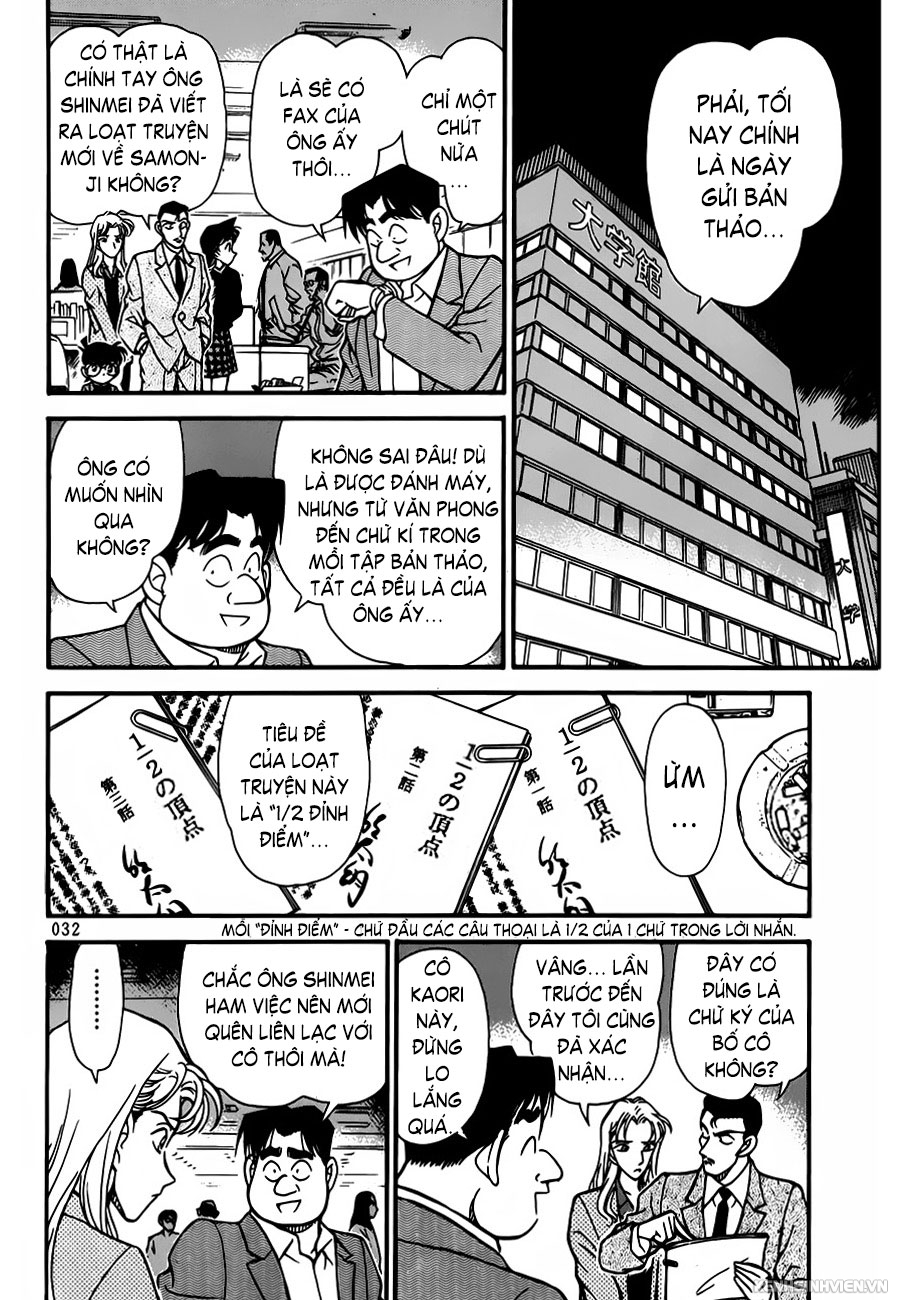 PHẢI, TỐI
NAY CHÍNH
LÀ NGÀY
GỬI BẢN
THẢO...
大学館
大
学
CHỈ MỘT
CHÚT
NỮA
...
LÀ SẼ CÓ
FAX CỦA
ÔNG ẤY
THÔI...
CÓ THẬT LÀ
CHÍNH TAY ÔNG
SHINMEI ĐÃ VIẾT
RA LOẠT TRUYỆN
MỚI VỀ SAMON-
JI KHÔNG?
KHÔNG SAI ĐÂU! DÙ
LÀ ĐƯỢC ĐÁNH MÁY,
NHƯNG TỪ VĂN PHONG
ĐẾN CHỮ KÍ TRONG
MỖI TẬP BẢN THẢO,
TẤT CẢ ĐỀU LÀ CỦA
ÔNG ẤY...
ÔNG CÓ
MUỐN NHÌN
QUA
KHÔNG?
ỪM
...
1/2の頂点
第一話
TIÊU ĐỀ
CỦA LOẠT
TRUYỆN NÀY
LÀ "1/2 ĐỈNH
ĐIỂM"...
1/2の頂点
第二話
1/2の頂点
第三話
032
MỖI "ĐỈNH ĐIỂM" - CHỮ ĐẦU CÁC CÂU THOẠI LÀ 1/2 CỦA 1 CHỮ TRONG LỜI NHẮN.
ĐÂY CÓ
ĐÚNG LÀ
CHỮ KÝ CỦA
BỐ CÔ
KHÔNG?
VÂNG... LẦN
TRƯỚC ĐẾN
ĐÂY TÔI CŨNG
ĐÃ XÁC
NHẬN...
CÔ
KAORI
NÀY,
ĐỪNG
LO
LẮNG
QUÁ...
CHẮC ÔNG SHINMEI
HAM VIỆC NÊN MỚI
QUÊN LIÊN LẠC VỚI
CÔ THÔI MÀ!
........